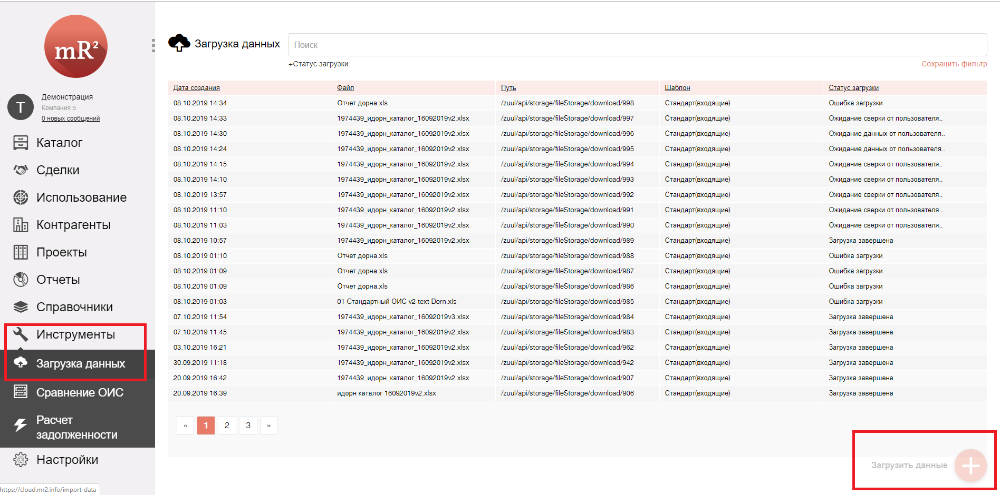 mR²
Демонстрация
Компания 5
0 новых сообщений
Т
Каталог
Сделки
Использование
Контрагенты
Проекты
Отчеты
Справочники
Инструменты
Загрузка данных
Сравнение ОИС
Расчет
задолженности
Настройки
https://cloud.mr2.info/import-data
Загрузка данных
Поиск
+Статус загрузки
Сохранить фильтр
Дата создания Файл Путь Шаблон Статус загрузки
08.10.2019 14:34 Отчет дорна.xls /zuul/api/storage/fileStorage/download/998 Стандарт(входящие) Ошибка загрузки
08.10.2019 14:33 1974439_идорн_каталог_16092019v2.xlsx /zuul/api/storage/fileStorage/download/997 Стандарт(входящие) Ожидание сверки от пользователя..
08.10.2019 14:30 1974439_идорн_каталог_16092019v2.xlsx /zuul/api/storage/fileStorage/download/996 Стандарт(входящие) Ожидание данных от пользователя..
08.10.2019 14:24 1974439_идорн_каталог_16092019v2.xlsx /zuul/api/storage/fileStorage/download/995 Стандарт(входящие) Ожидание данных от пользователя..
08.10.2019 14:15 1974439_идорн_каталог_16092019v2.xlsx /zuul/api/storage/fileStorage/download/994 Стандарт(входящие) Ожидание сверки от пользователя..
08.10.2019 14:10 1974439_идорн_каталог_16092019v2.xlsx /zuul/api/storage/fileStorage/download/993 Стандарт(входящие) Ожидание сверки от пользователя..
08.10.2019 13:57 1974439_идорн_каталог_16092019v2.xlsx /zuul/api/storage/fileStorage/download/992 Стандарт(входящие) Ожидание сверки от пользователя..
08.10.2019 11:10 1974439_идорн_каталог_16092019v2.xlsx /zuul/api/storage/fileStorage/download/991 Стандарт(входящие) Ожидание сверки от пользователя..
08.10.2019 11:03 1974439_идорн_каталог_16092019v2.xlsx /zuul/api/storage/fileStorage/download/990 Стандарт(входящие) Ожидание сверки от пользователя..
08.10.2019 10:57 1974439_идорн_каталог_16092019v2.xlsx /zuul/api/storage/fileStorage/download/989 Стандарт(входящие) Загрузка завершена
08.10.2019 01:10 Отчет дорна.xls /zuul/api/storage/fileStorage/download/988 Стандарт(входящие) Ошибка загрузки
08.10.2019 01:09 Отчет дорна.xls /zuul/api/storage/fileStorage/download/987 Стандарт(входящие) Ошибка загрузки
08.10.2019 01:09 Отчет дорна.xls /zuul/api/storage/fileStorage/download/986 Стандарт(входящие) Ошибка загрузки
08.10.2019 01:03 01 Стандартный ОИС v2 text Dorn.xls /zuul/api/storage/fileStorage/download/985 Стандарт(входящие) Ошибка загрузки
07.10.2019 11:54 1974439_идорн_каталог_16092019v3.xlsx /zuul/api/storage/fileStorage/download/984 Стандарт(входящие) Загрузка завершена
07.10.2019 11:45 1974439_идорн_каталог_16092019v2.xlsx /zuul/api/storage/fileStorage/download/983 Стандарт(входящие) Загрузка завершена
03.10.2019 16:21 1974439_идорн_каталог_16092019v2.xlsx /zuul/api/storage/fileStorage/download/962 Стандарт(входящие) Загрузка завершена
30.09.2019 11:18 1974439_идорн_каталог_16092019v2.xlsx /zuul/api/storage/fileStorage/download/942 Стандарт(входящие) Загрузка завершена
20.09.2019 16:42 1974439_идорн_каталог_16092019v2.xlsx /zuul/api/storage/fileStorage/download/907 Стандарт(входящие) Загрузка завершена
20.09.2019 16:39 идорн каталог 16092019v2.xlsx /zuul/api/storage/fileStorage/download/906 Стандарт(входящие) Загрузка завершена
« 1 2 3 »
Загрузить данные